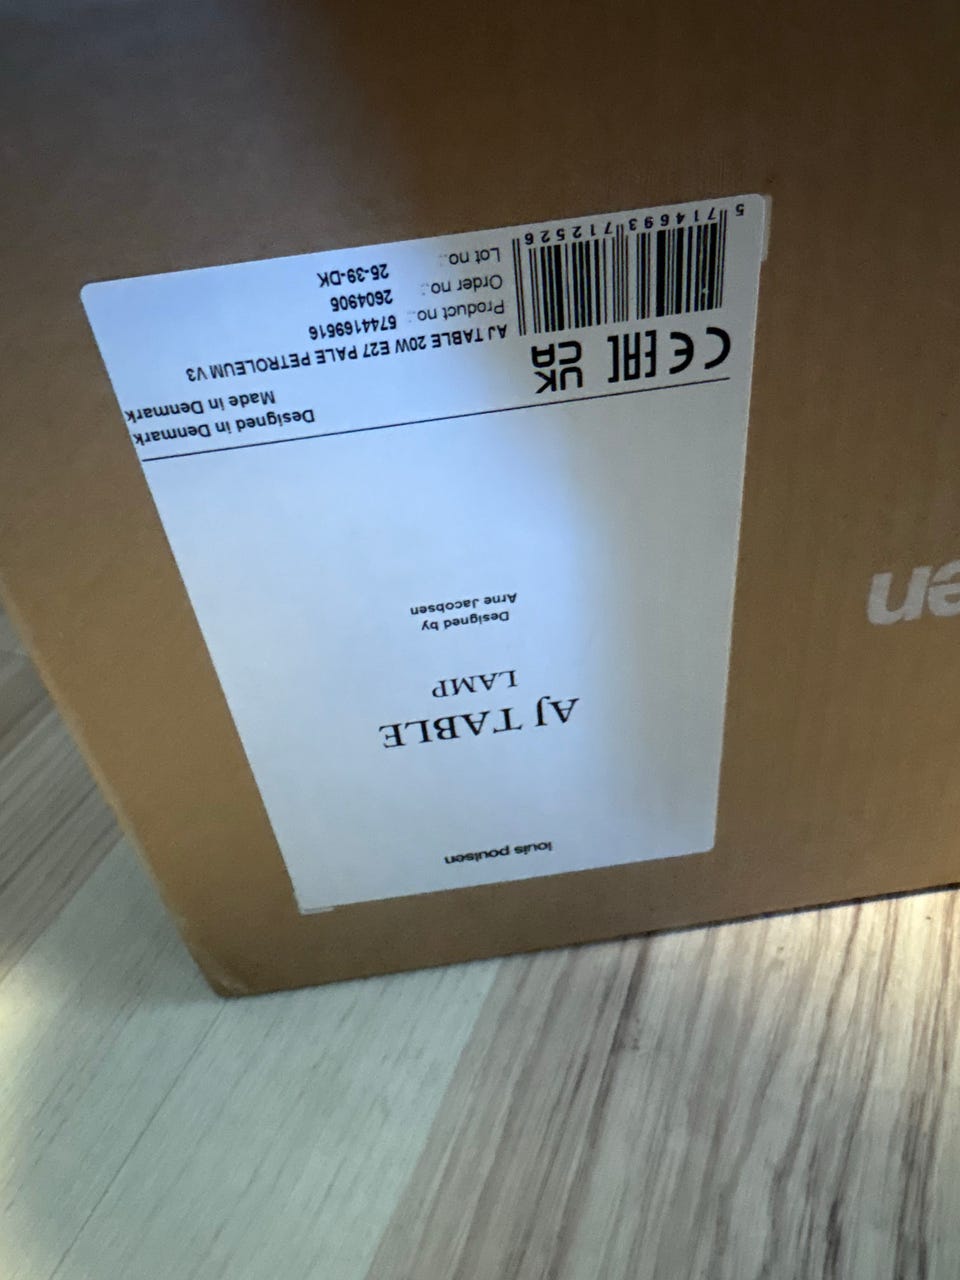 louis poulsen
AJ TABLE
LAMP
Designed by
Arne Jacobsen
Designed in Denmark
Made in Denmark
AJ TABLE 20W E27 PALE PETROLEUM V3
Product no.: 5744169616
Order no.: 2604906
Lot no.: 25-39-DK
CE EAC UK CA
5 714693 712526
en